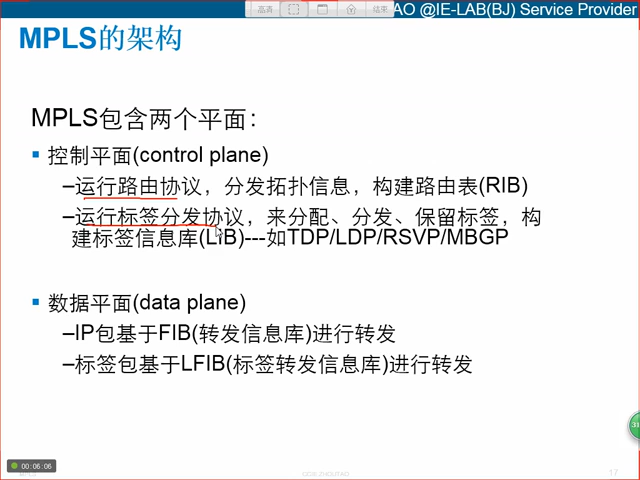 高清
结束
AO @IE-LAB(BJ) Service Provider
MPLS的架构
MPLS包含两个平面：
控制平面(control plane)
–运行路由协议，分发拓扑信息，构建路由表(RIB)
–运行标签分发协议，来分配、分发、保留标签，构
建标签信息库(LIB)---如TDP/LDP/RSVP/MBGP
数据平面(data plane)
–IP包基于FIB(转发信息库)进行转发
–标签包基于LFIB(标签转发信息库)进行转发
31
00:06:06
17